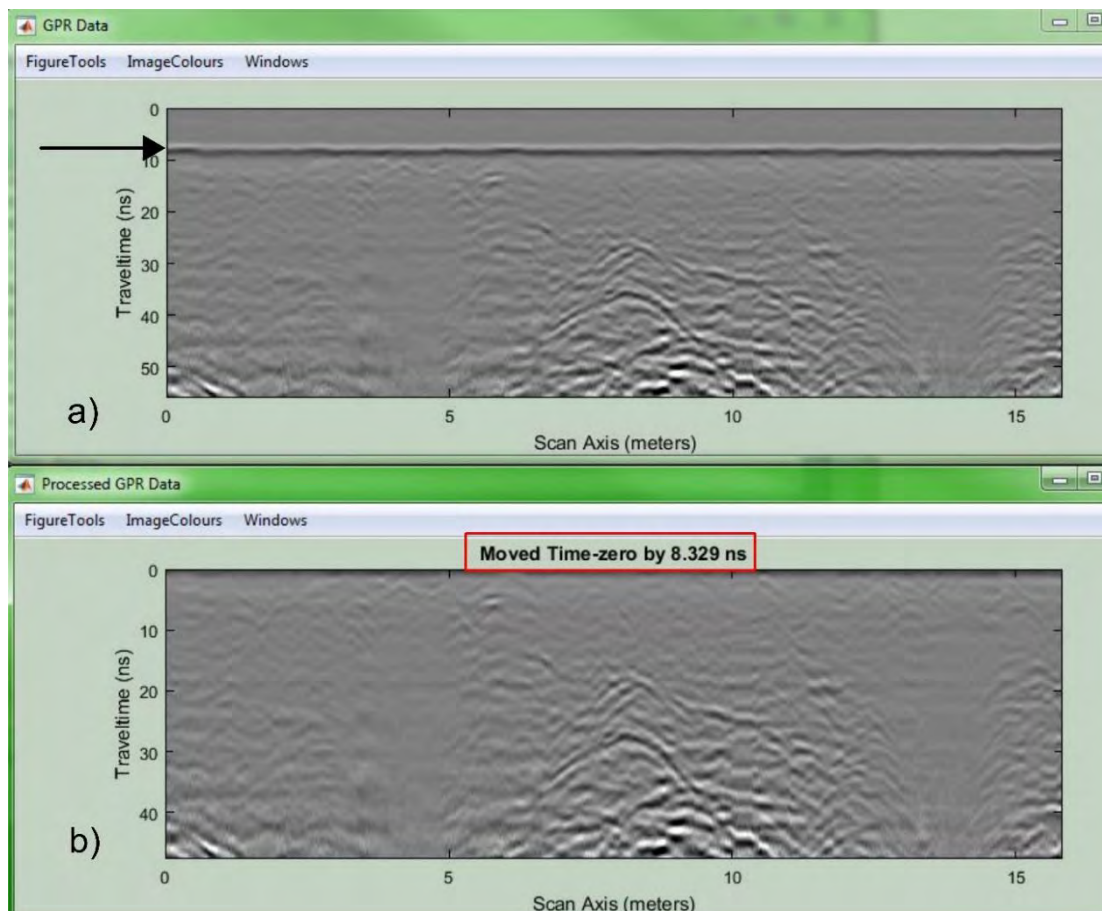 GPR Data
FigureTools ImageColours Windows
0
10
20
30
40
50
Traveltime (ns)
0 5 10 15
Scan Axis (meters)
a)
Processed GPR Data
FigureTools ImageColours Windows
Moved Time-zero by 8.329 ns
0
10
20
30
40
Traveltime (ns)
0 5 10 15
Scan Axis (meters)
b)